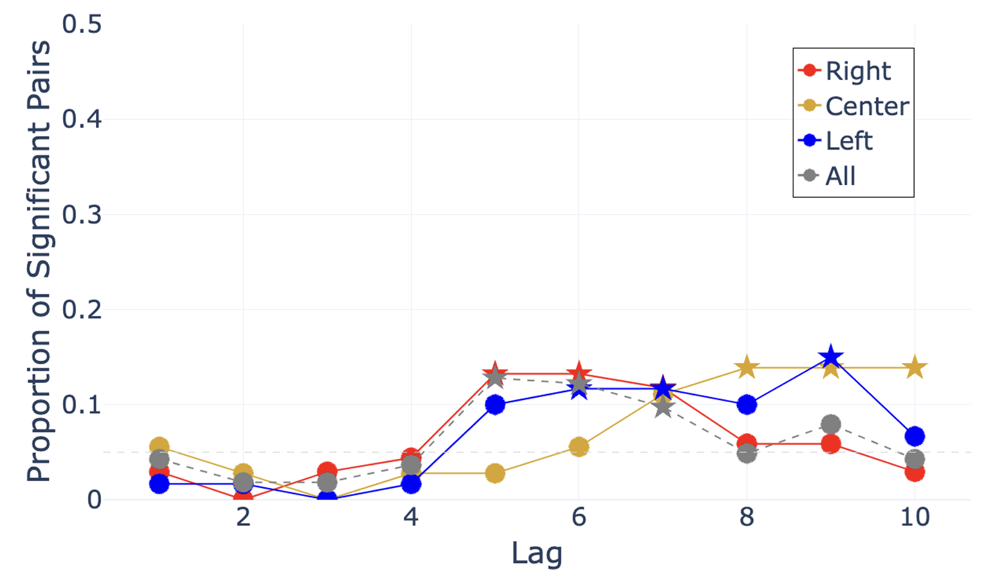 0.5
0.4
0.3
0.2
0.1
0
Proportion of Significant Pairs
Right
Center
Left
All
2 4 6 8 10
Lag